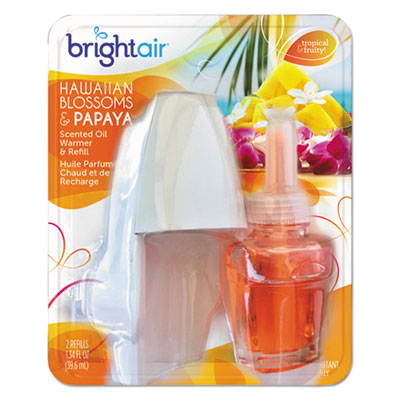 brightair
tropical
& fruity!
HAWAIIAN
BLOSSOMS
& PAPAYA
Scented Oil
Warmer
& Refill
Huile Parfum
Chaud et de
Recharge
2 REFILLS
1.34 FL OZ
(39.6 mL)